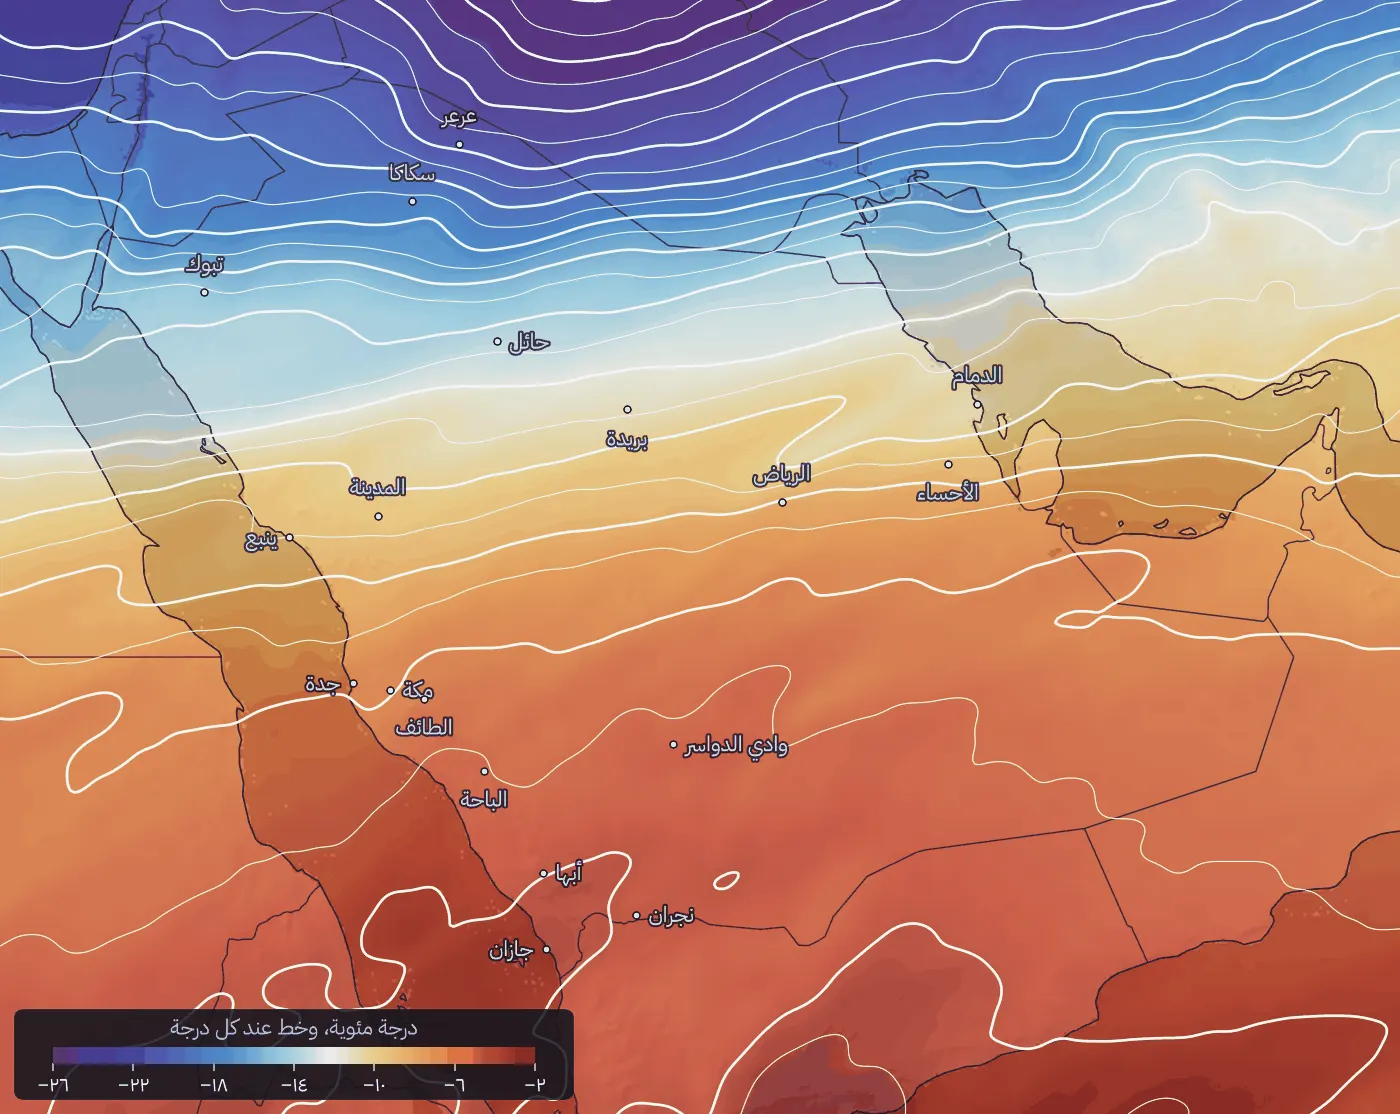 عرعر
سكاكا
تبوك
حائل
الدمام
بريدة
الرياض
المدينة
الأحساء
ينبع
جدة
مكة
الطائف
وادي الدواسر
الباحة
أبها
نجران
جازان
درجة مئوية، وخط عند كل درجة
−٢٦ −٢٢ −١٨ −١٤ −١٠ −٦ −٢